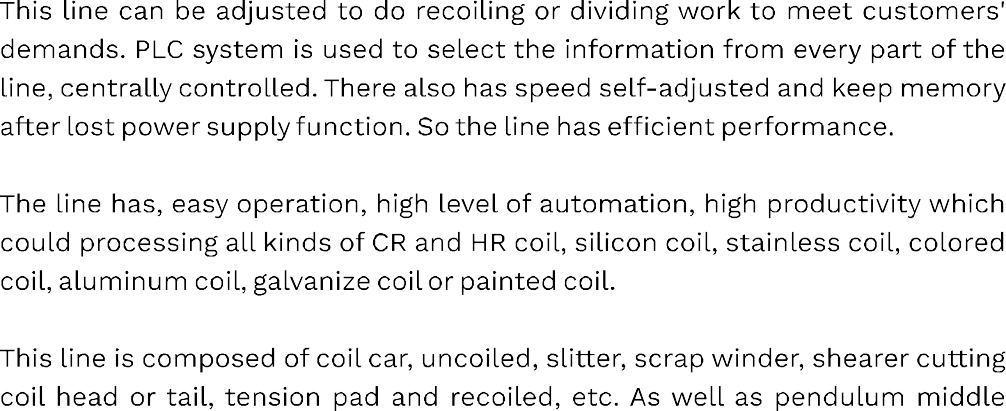 This line can be adjusted to do recoiling or dividing work to meet customers'
demands. PLC system is used to select the information from every part of the
line, centrally controlled. There also has speed self-adjusted and keep memory
after lost power supply function. So the line has efficient performance.
The line has, easy operation, high level of automation, high productivity which
could processing all kinds of CR and HR coil, silicon coil, stainless coil, colored
coil, aluminum coil, galvanize coil or painted coil.
This line is composed of coil car, uncoiled, slitter, scrap winder, shearer cutting
coil head or tail, tension pad and recoiled, etc. As well as pendulum middle